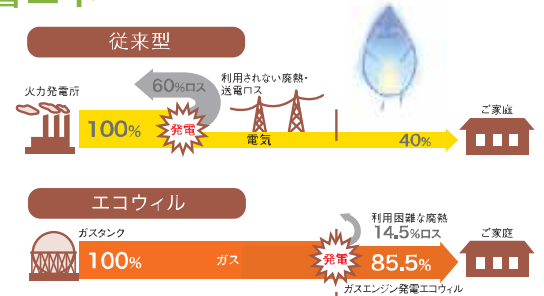 従来型
火力発電所
60%ロス
利用されない廃熱・
送電ロス
ご家庭
100%
発電
電気
40%
エコウィル
ガスタンク
利用困難な廃熱
14.5%ロス
ご家庭
100%
ガス
発電
85.5%
ガスエンジン発電エコウィル